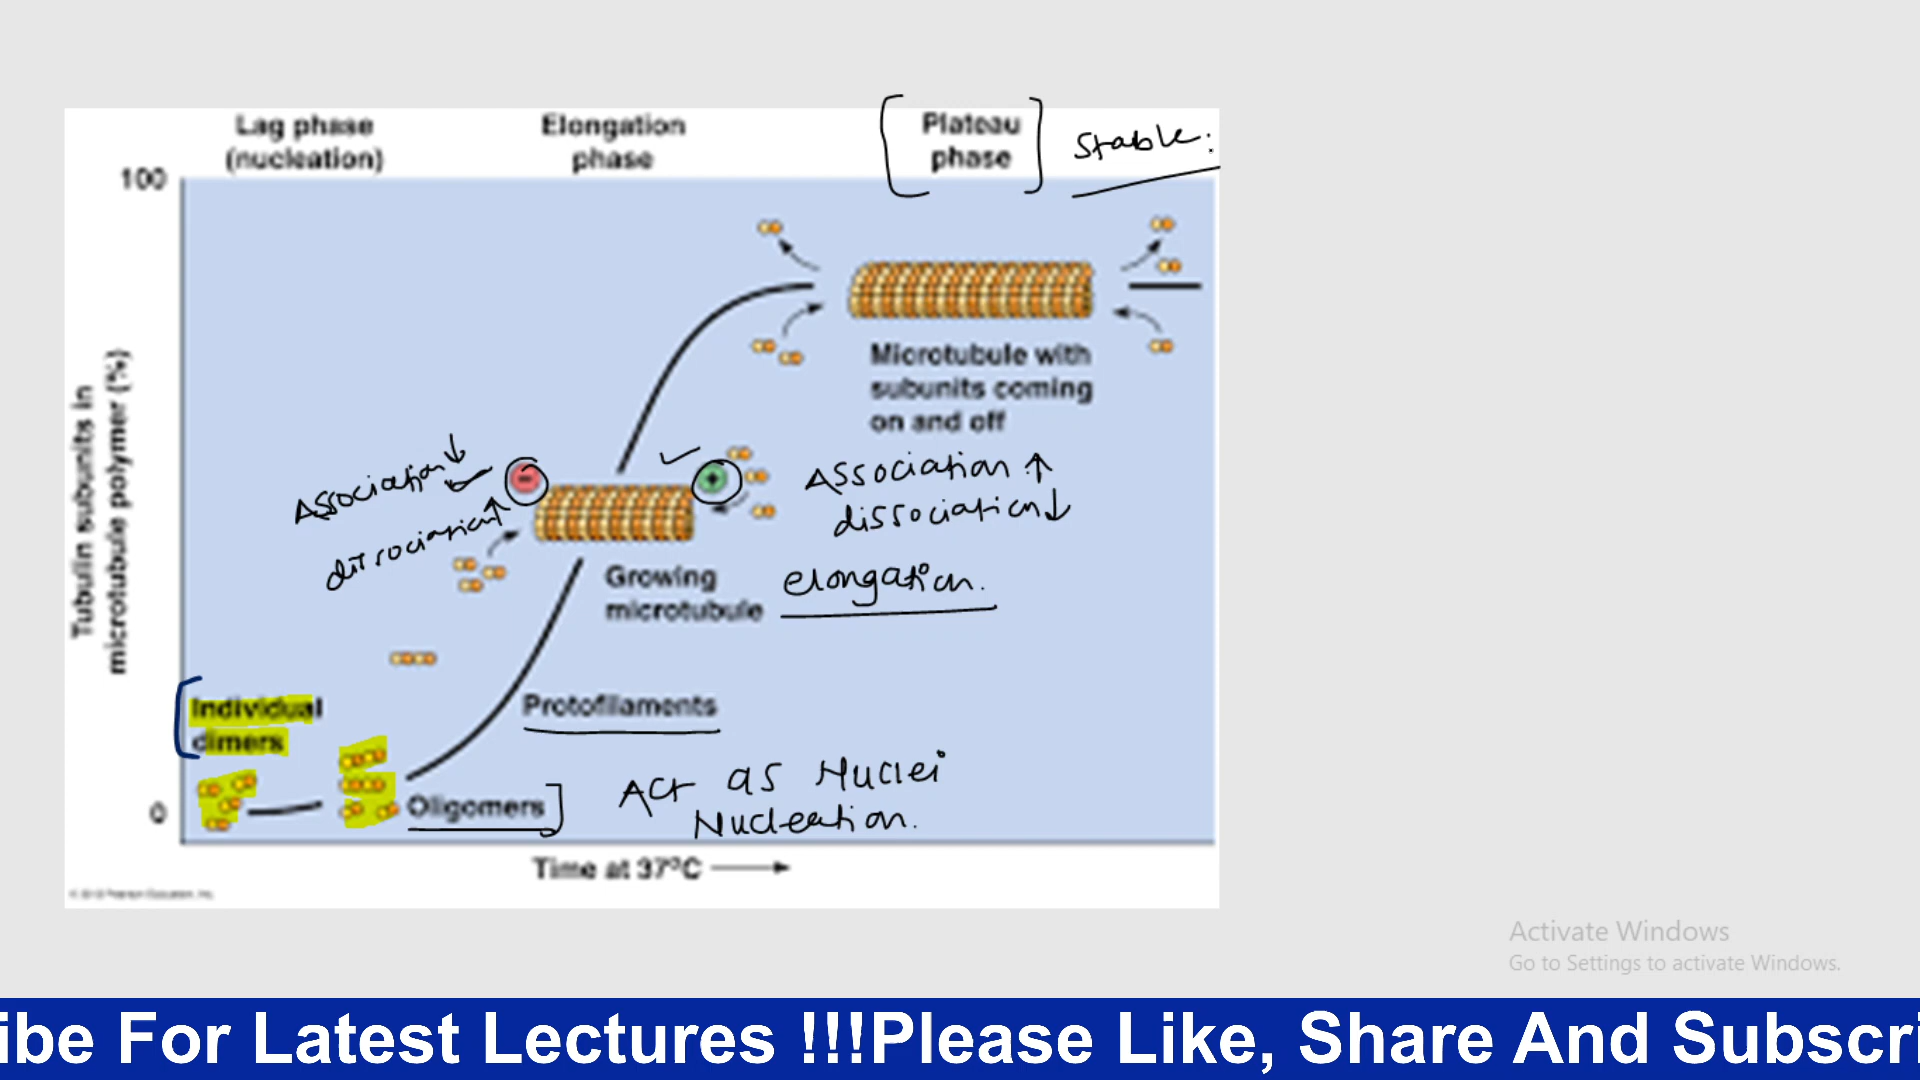 Lag phase
(nucleation)
Elongation
phase
Plateau
phase
Stable:
100
Tubulin subunits in
microtubule polymer (%)
Microtubule with
subunits coming
on and off
Association ↓
dissociation↑
−
+
Association ↑
dissociation↓
Growing
microtubule
elongation.
Individual
dimers
Protofilaments
Oligomers
Act as Nuclei
Nucleation.
0
Time at 37°C
Activate Windows
Go to Settings to activate Windows.
ibe For Latest Lectures !!!Please Like, Share And Subscri